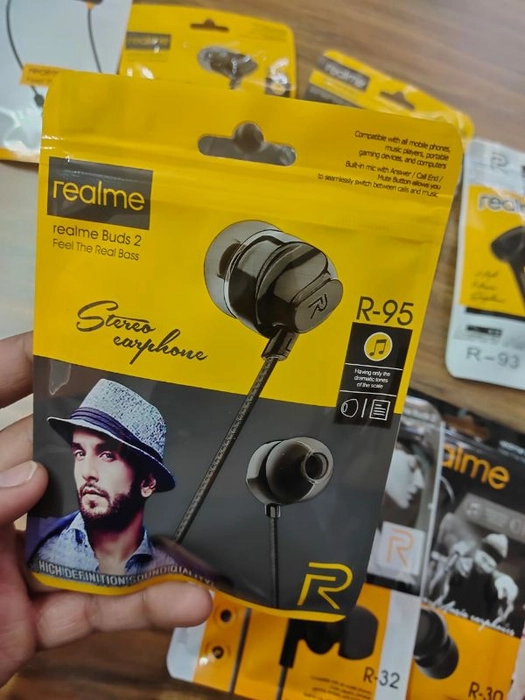 realme
realme
Compatible with all mobile phones,
music players, portable
gaming devices, and computers
Built-in mic with Answer / Call End /
Mute Button allows you
to seamlessly switch between calls and music
realme
realme Buds 2
Feel The Real Bass
Stereo
earphone
R-95
Having only the
dramatic tones
of the scale
HIGH DEFINITION SOUND QUALITY
R
R-93
R
R-32
R-30